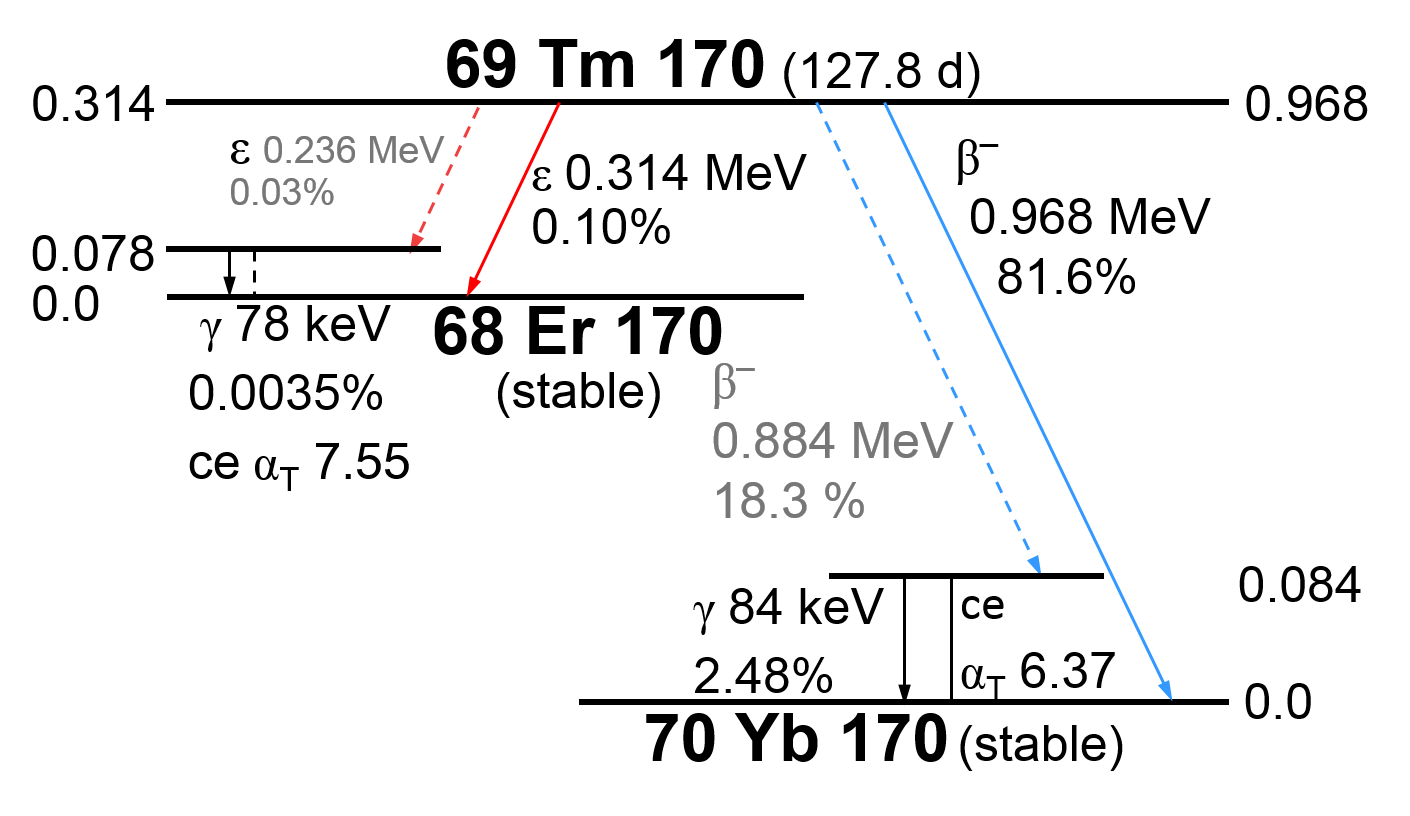 69 Tm 170 (127.8 d)
0.314
0.968
ε 0.236 MeV
0.03%
ε 0.314 MeV
0.10%
β−
0.968 MeV
81.6%
0.078
0.0
γ 78 keV
0.0035%
ce αT 7.55
68 Er 170
(stable)
β−
0.884 MeV
18.3 %
0.084
γ 84 keV
2.48%
ce
αT 6.37
0.0
70 Yb 170 (stable)